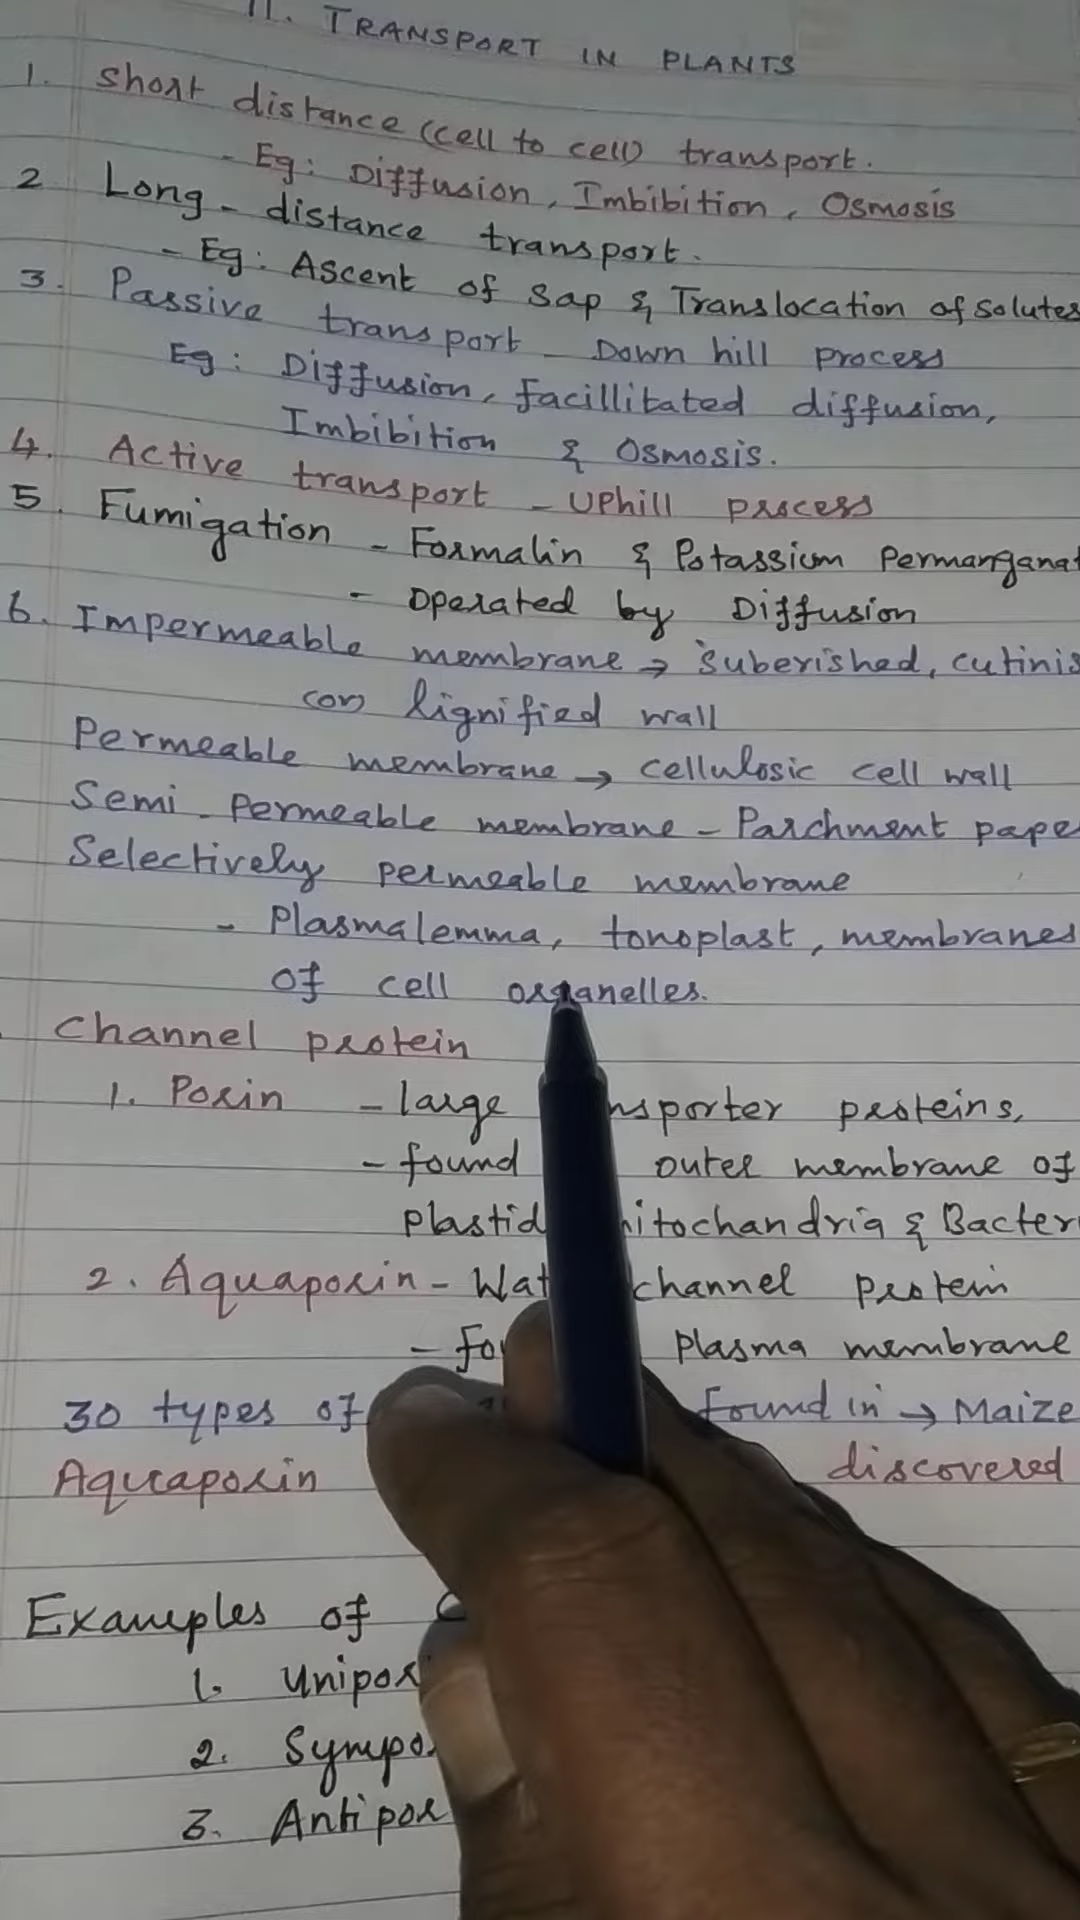 11. TRANSPORT IN PLANTS
1. Short distance (cell to cell) transport.
- Eg: Diffusion, Imbibition, Osmosis
2 Long - distance transport.
- Eg: Ascent of Sap & Translocation of Solutes
3. Passive transport - Down hill process
Eg: Diffusion, facillitated diffusion,
Imbibition & Osmosis.
4. Active transport - Uphill process
5. Fumigation - Formalin & Potassium Permanganat
- Operated by Diffusion
6. Impermeable membrane → Suberished, cutinis
(or) lignified wall
Permeable membrane → cellulosic cell wall
Semi - permeable membrane - Parchment pape
Selectively permeable membrane
- Plasmalemma, tonoplast, membranes
of cell organelles.
Channel protein
1. Porin - large nsporter proteins,
- found outer membrane of
plastid itochandria & Bacter
2. Aquaporin - Wat channel protein
- fo plasma membrane
30 types of found in → Maize
Aquaporin discovered
Examples of
1. Unipor
2. Sympo
3. Antipor